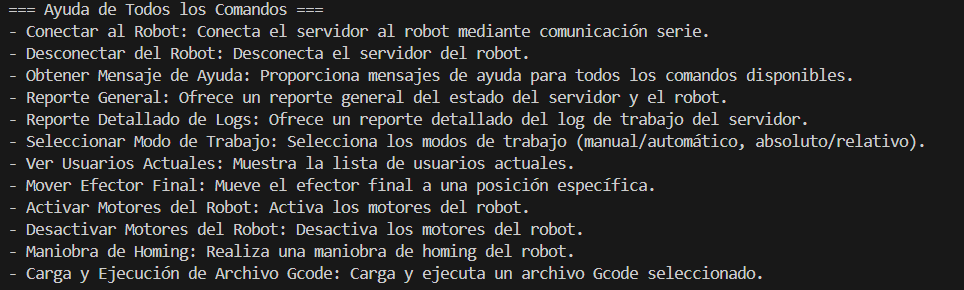 === Ayuda de Todos los Comandos ===
- Conectar al Robot: Conecta el servidor al robot mediante comunicación serie.
- Desconectar del Robot: Desconecta el servidor del robot.
- Obtener Mensaje de Ayuda: Proporciona mensajes de ayuda para todos los comandos disponibles.
- Reporte General: Ofrece un reporte general del estado del servidor y el robot.
- Reporte Detallado de Logs: Ofrece un reporte detallado del log de trabajo del servidor.
- Seleccionar Modo de Trabajo: Selecciona los modos de trabajo (manual/automático, absoluto/relativo).
- Ver Usuarios Actuales: Muestra la lista de usuarios actuales.
- Mover Efector Final: Mueve el efector final a una posición específica.
- Activar Motores del Robot: Activa los motores del robot.
- Desactivar Motores del Robot: Desactiva los motores del robot.
- Maniobra de Homing: Realiza una maniobra de homing del robot.
- Carga y Ejecución de Archivo Gcode: Carga y ejecuta un archivo Gcode seleccionado.